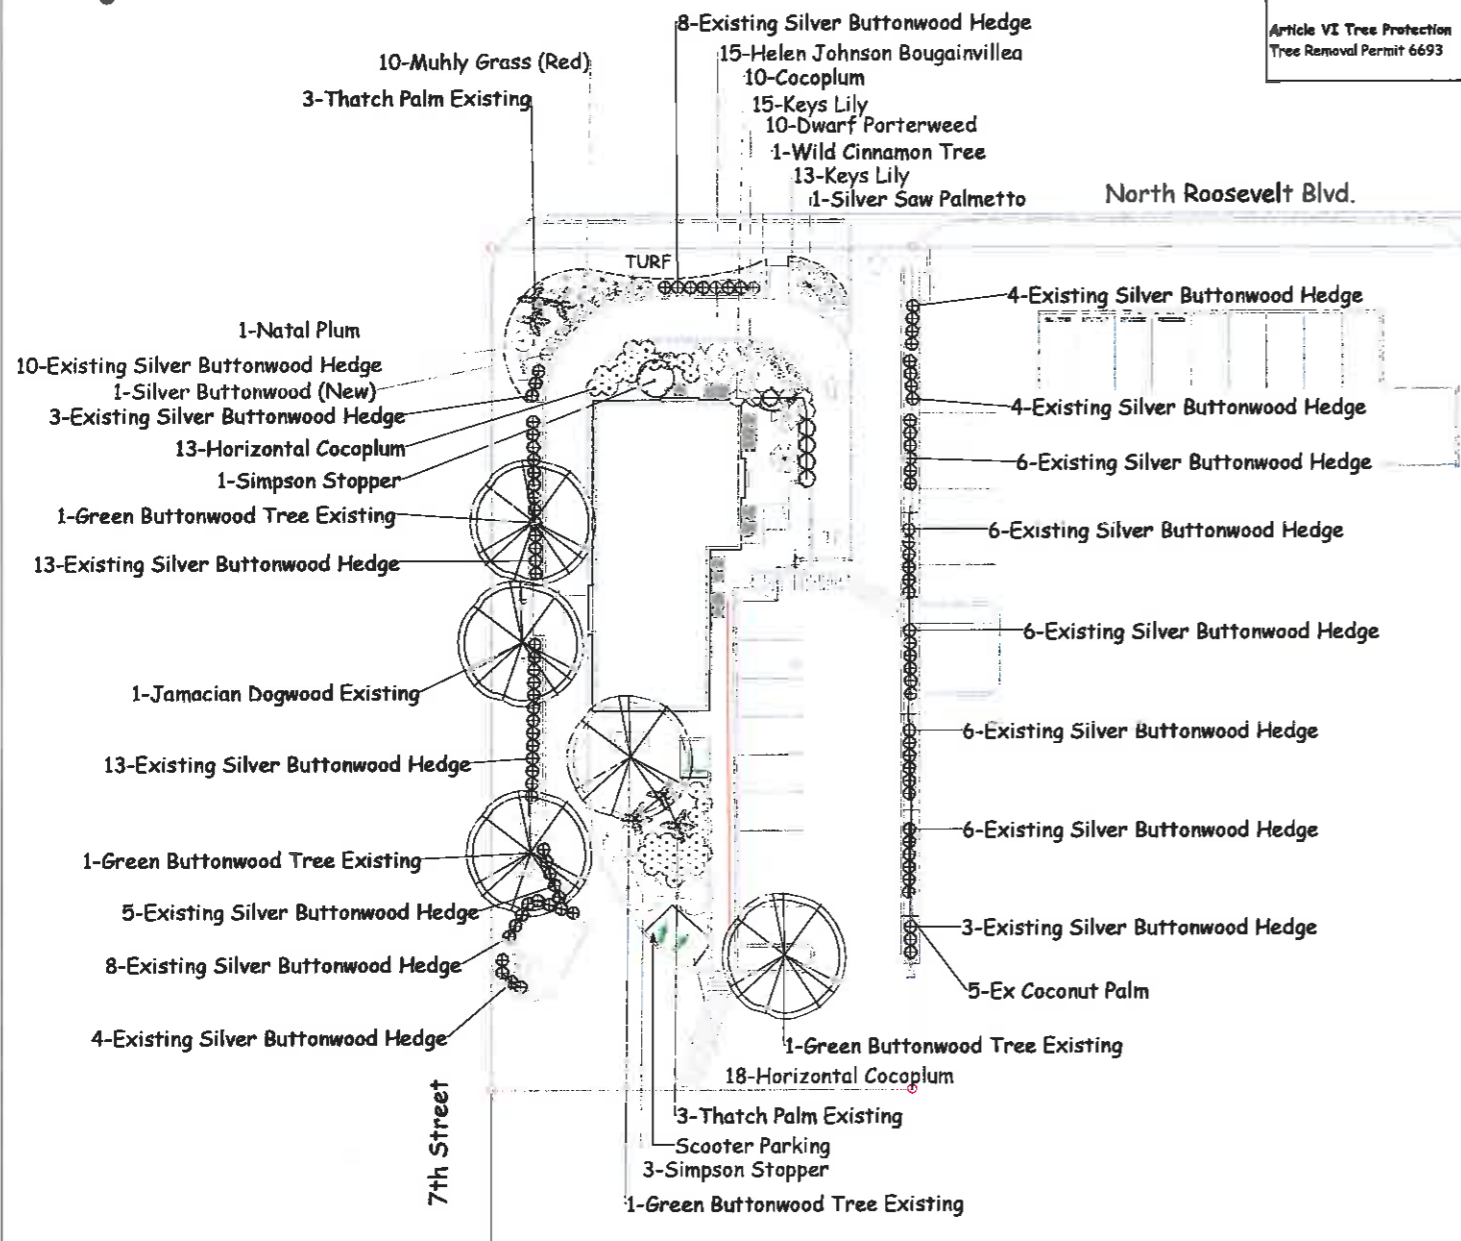 Article VI Tree Protection
Tree Removal Permit 6693
8-Existing Silver Buttonwood Hedge
10-Muhly Grass (Red)
15-Helen Johnson Bougainvillea
10-Cocoplum
3-Thatch Palm Existing
15-Keys Lily
10-Dwarf Porterweed
1-Wild Cinnamon Tree
13-Keys Lily
1-Silver Saw Palmetto
North Roosevelt Blvd.
TURF
4-Existing Silver Buttonwood Hedge
1-Natal Plum
10-Existing Silver Buttonwood Hedge
1-Silver Buttonwood (New)
3-Existing Silver Buttonwood Hedge
4-Existing Silver Buttonwood Hedge
13-Horizontal Cocoplum
6-Existing Silver Buttonwood Hedge
1-Simpson Stopper
1-Green Buttonwood Tree Existing
6-Existing Silver Buttonwood Hedge
13-Existing Silver Buttonwood Hedge
6-Existing Silver Buttonwood Hedge
1-Jamacian Dogwood Existing
6-Existing Silver Buttonwood Hedge
13-Existing Silver Buttonwood Hedge
6-Existing Silver Buttonwood Hedge
1-Green Buttonwood Tree Existing
5-Existing Silver Buttonwood Hedge
3-Existing Silver Buttonwood Hedge
8-Existing Silver Buttonwood Hedge
5-Ex Coconut Palm
4-Existing Silver Buttonwood Hedge
1-Green Buttonwood Tree Existing
18-Horizontal Cocoplum
7th Street
3-Thatch Palm Existing
Scooter Parking
3-Simpson Stopper
1-Green Buttonwood Tree Existing